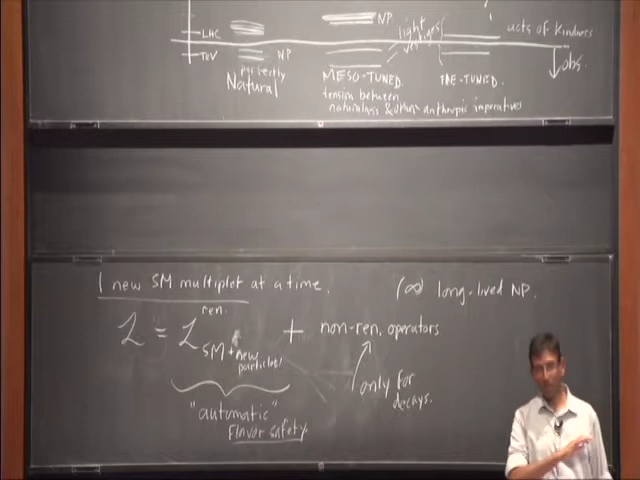 LHC
TeV
NP
perfectly
Natural
NP
MESO-TUNED.
tension between
naturalness & other anthropic imperatives
light
acts of kindness
obs.
1 new SM multiplet at a time.
(∞ long-lived NP.
L = L ren. SM + new particles + non-ren. operators
"automatic"
Flavor safety.
only for
decays.